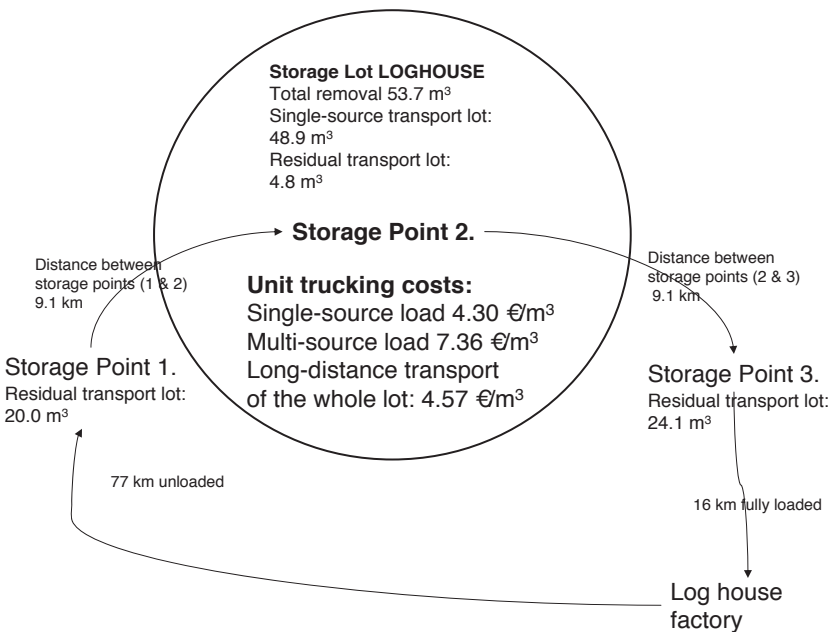 Storage Lot LOGHOUSE
Total removal 53.7 m³
Single-source transport lot:
48.9 m³
Residual transport lot:
4.8 m³
Storage Point 2.
Distance between
storage points (1 & 2)
9.1 km
Distance between
storage points (2 & 3)
9.1 km
Unit trucking costs:
Single-source load 4.30 €/m³
Multi-source load 7.36 €/m³
Long-distance transport
of the whole lot: 4.57 €/m³
Storage Point 1.
Residual transport lot:
20.0 m³
Storage Point 3.
Residual transport lot:
24.1 m³
77 km unloaded
16 km fully loaded
Log house
factory